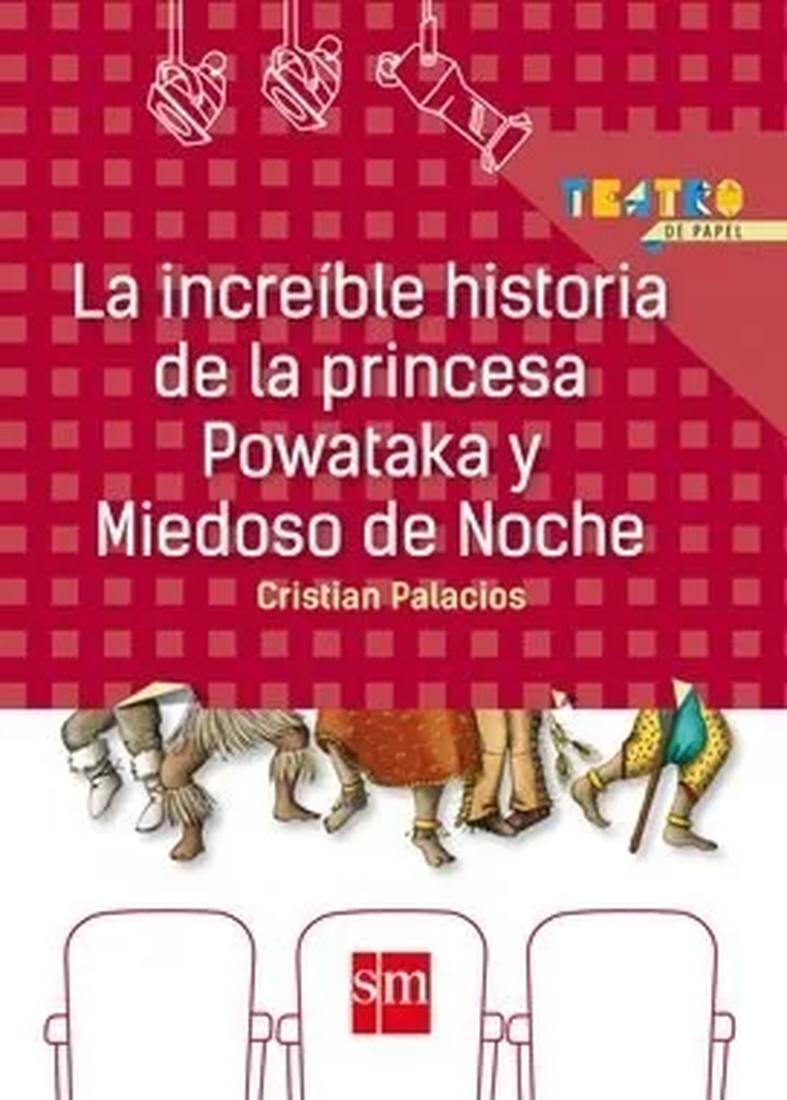 TEATRO
DE PAPEL
La increíble historia
de la princesa
Powataka y
Miedoso de Noche
Cristian Palacios
sm